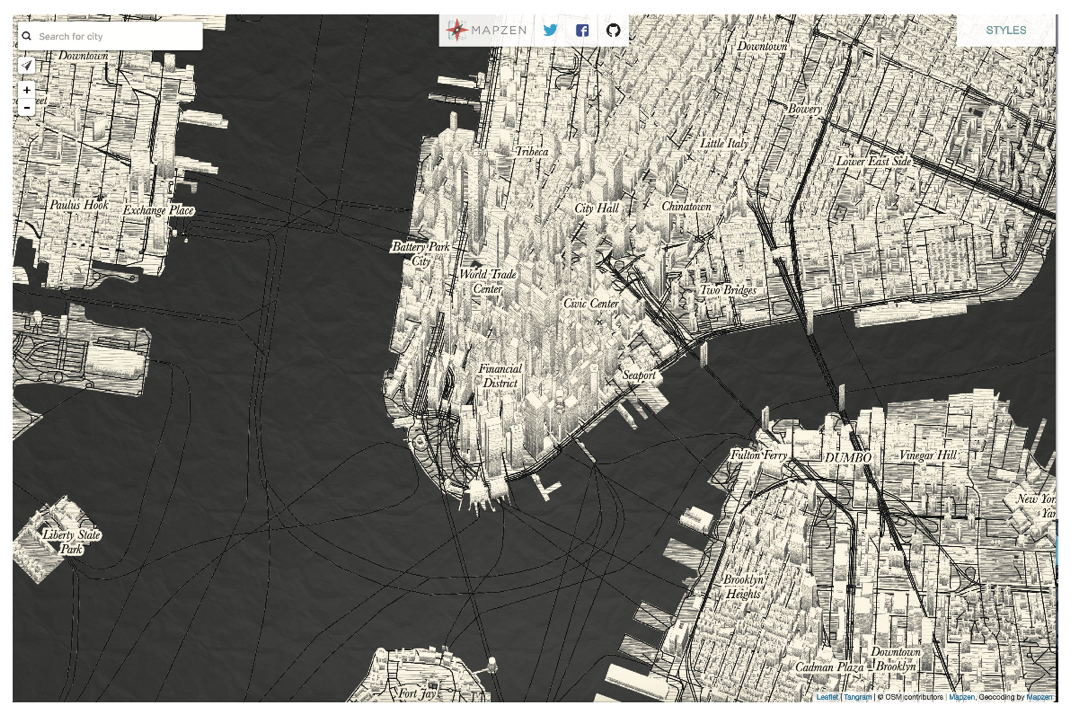 Search for city
MAPZEN
STYLES
Downtown
Downtown
+
-
reet
Bowery
Little Italy
Tribeca
Lower East Side
Paulus Hook
Exchange Place
City Hall
Chinatown
Battery Park
City
World Trade
Center
Two Bridges
Civic Center
Financial
District
Seaport
Fulton Ferry
DUMBO
Vinegar Hill
New Yor
Yar
Liberty State
Park
Brooklyn
Heights
Downtown
Brooklyn
Cadman Plaza
Fort Jay
Leaflet | Tangram | © OSM contributors | Mapzen, Geocoding by Mapzen